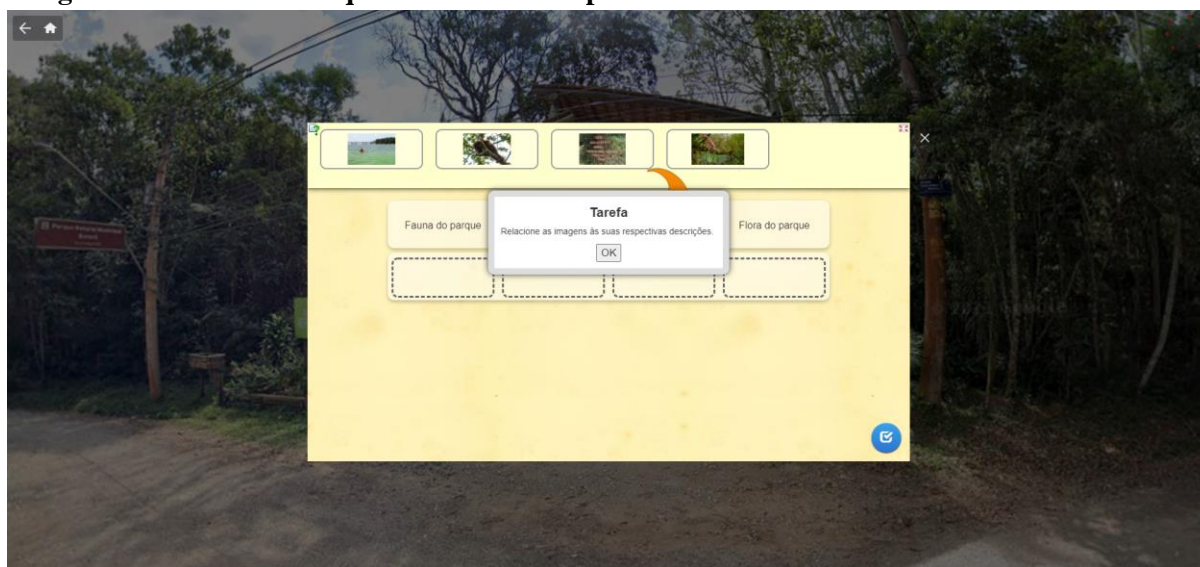 Tarefa
Relacione as imagens às suas respectivas descrições.
OK
Fauna do parque
Flora do parque